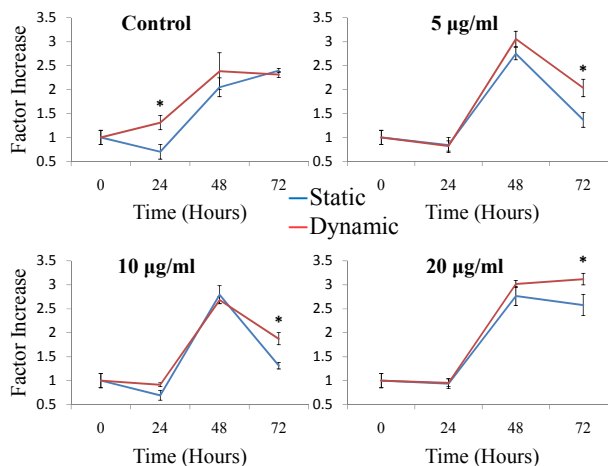 Control
5 µg/ml
Factor Increase
3.5
3
2.5
2
1.5
1
0.5
*
0 24 48 72
Time (Hours)
3.5
3
2.5
2
1.5
1
0.5
*
0 24 48 72
Time (Hours)
Static
Dynamic
10 µg/ml
20 µg/ml
Factor Increase
3.5
3
2.5
2
1.5
1
0.5
*
0 24 48 72
Time (Hours)
3.5
3
2.5
2
1.5
1
0.5
*
0 24 48 72
Time (Hours)